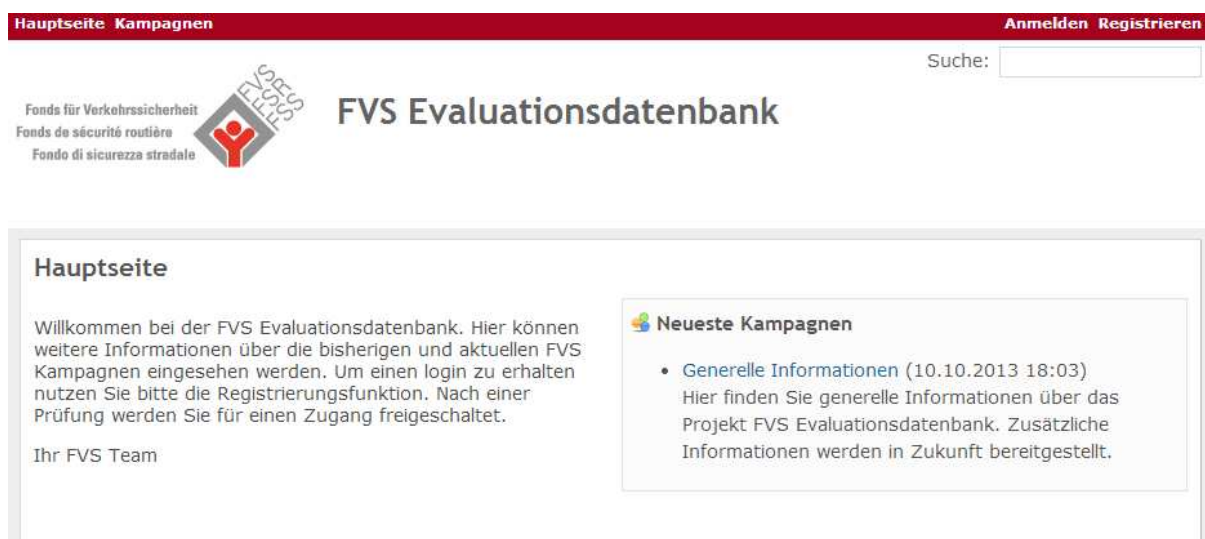 Hauptseite Kampagnen
Anmelden Registrieren
Suche:
Fonds für Verkehrssicherheit
Fonds de sécurité routière
Fondo di sicurezza stradale
FVS
FSR
FSS
FVS Evaluationsdatenbank
Hauptseite
Willkommen bei der FVS Evaluationsdatenbank. Hier können
weitere Informationen über die bisherigen und aktuellen FVS
Kampagnen eingesehen werden. Um einen login zu erhalten
nutzen Sie bitte die Registrierungsfunktion. Nach einer
Prüfung werden Sie für einen Zugang freigeschaltet.
Ihr FVS Team
Neueste Kampagnen
• Generelle Informationen (10.10.2013 18:03)
Hier finden Sie generelle Informationen über das
Projekt FVS Evaluationsdatenbank. Zusätzliche
Informationen werden in Zukunft bereitgestellt.